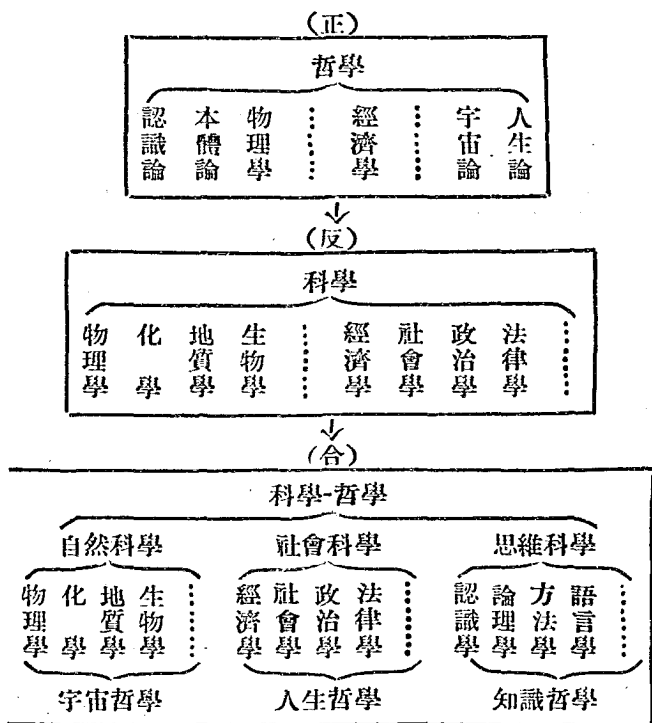 (正)
哲學
認識論 本體論 物理學 …… 經濟學 …… 宇宙論 人生論
(反)
科學
物理學 化學 地質學 生物學 …… 經濟學 社會學 政治學 法律學 ……
(合)
科學-哲學
自然科學 社會科學 思維科學
物理學 化學 地質學 生物學 …… 經濟學 社會學 政治學 法律學 …… 認識學 論理學 方法學 語言學 ……
宇宙哲學 人生哲學 知識哲學